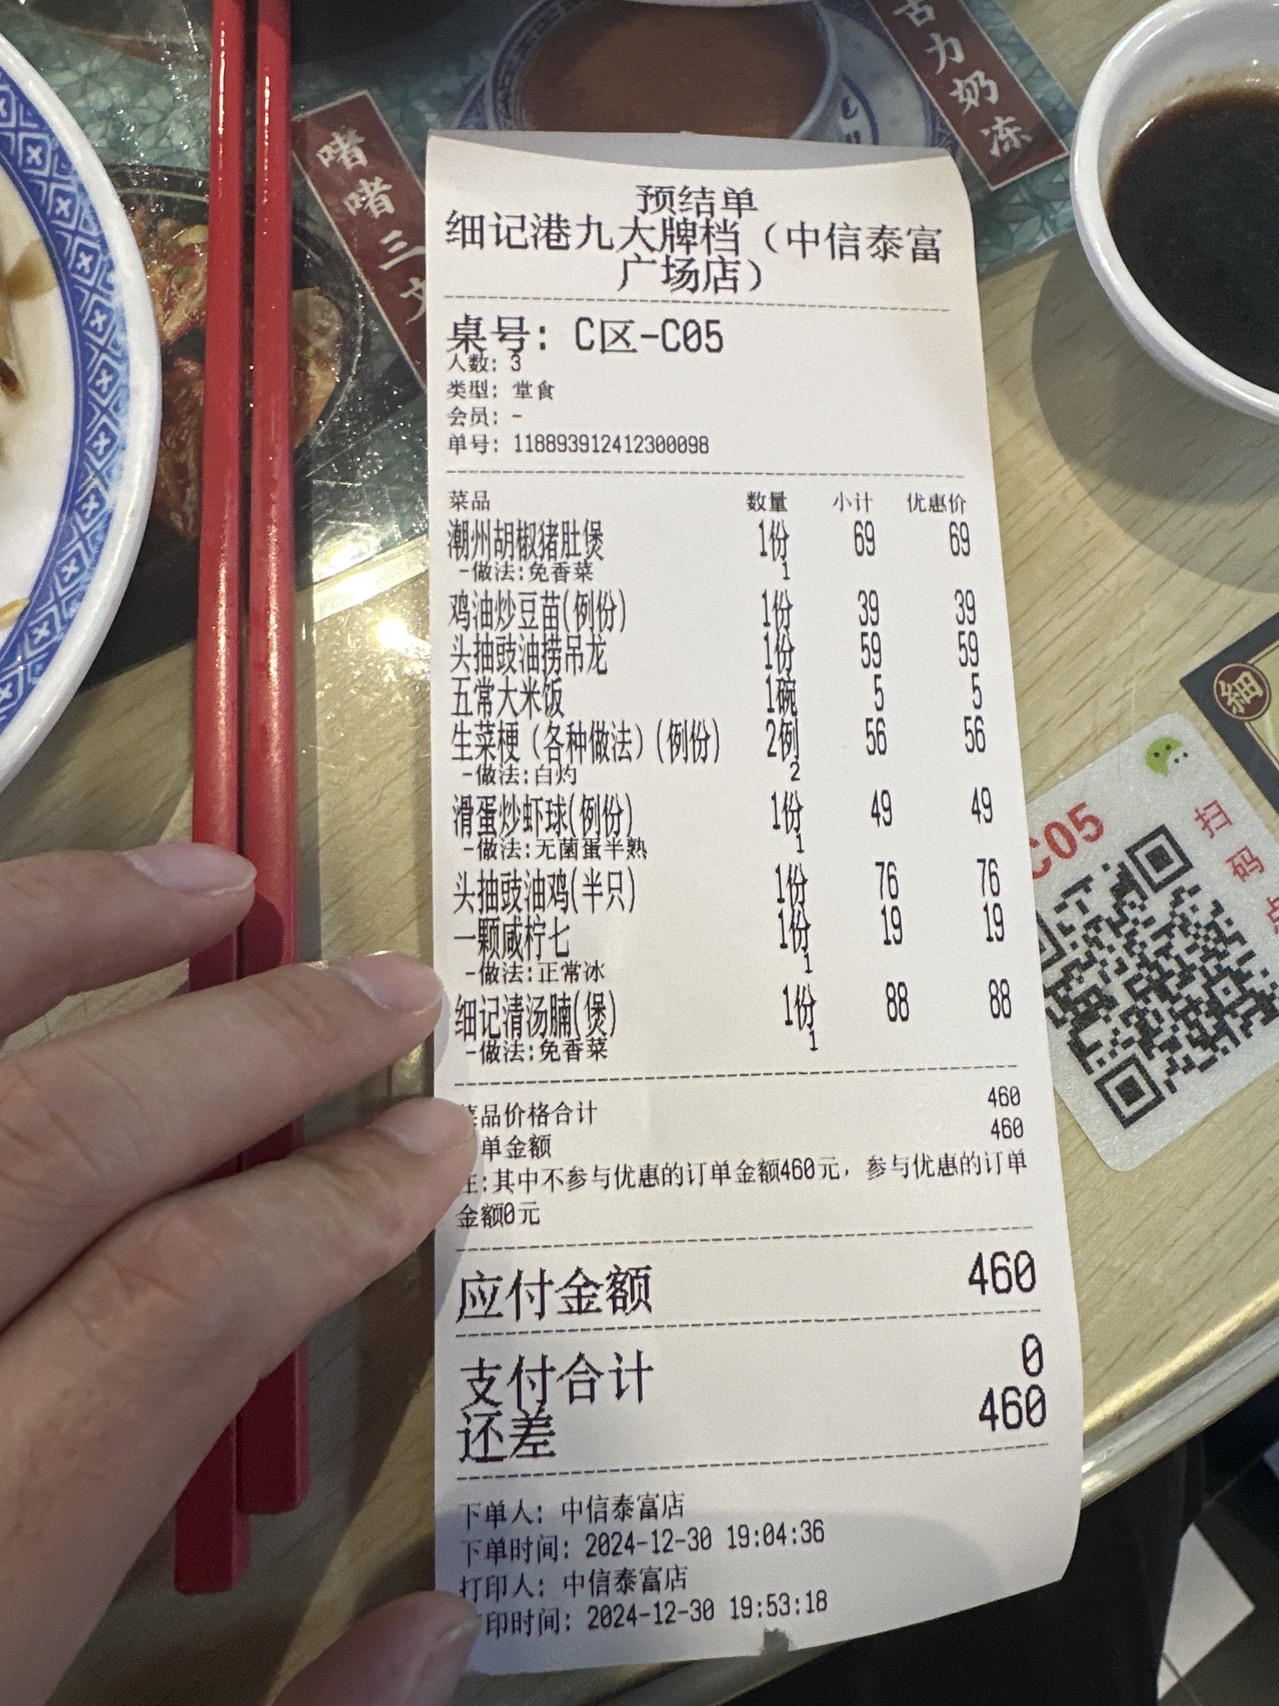 古力奶冻
啫啫三文
预结单
细记港九大牌档（中信泰富
广场店）
桌号: C区-C05
人数: 3
类型: 堂食
会员: -
单号: 118893912412300098
菜品 数量 小计 优惠价
潮州胡椒猪肚煲 1份 69 69
-做法:免香菜 1
鸡油炒豆苗(例份) 1份 39 39
头抽豉油捞吊龙 1份 59 59
五常大米饭 1碗 5 5
生菜梗（各种做法）(例份) 2例 56 56
-做法:白灼 2
滑蛋炒虾球(例份) 1份 49 49
-做法:无菌蛋半熟 1
头抽豉油鸡(半只) 1份 76 76
一颗咸柠七 1份 19 19
-做法:正常冰 1
细记清汤腩(煲) 1份 88 88
-做法:免香菜 1
菜品价格合计 460
单金额 460
注:其中不参与优惠的订单金额460元，参与优惠的订单
金额0元
应付金额 460
支付合计 0
还差 460
下单人: 中信泰富店
下单时间: 2024-12-30 19:04:36
打印人: 中信泰富店
印时间: 2024-12-30 19:53:18
細
C05
扫码